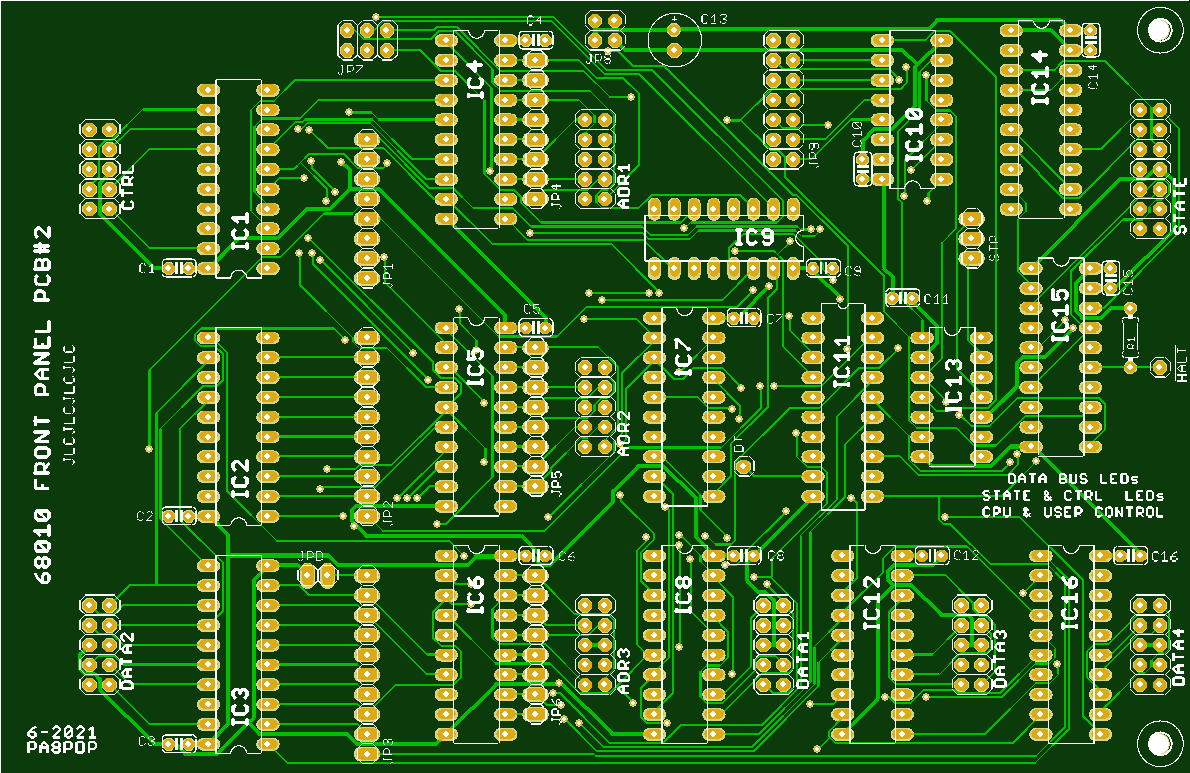 C4
C13
JP7
JP8
IC4
IC14
C14
IC10
C10
JP9
CTRL
ADR1
JP4
STATE
IC1
IC9
STP
68010 FRONT PANEL PCB#2
C1
JP1
C9
C15
C11
IC15
C5
C7
R1
JLCJLCJLCJLC
IC5
IC7
IC11
HALT
IC13
ADR2
DT
IC2
JP5
DATA BUS LEDs
STATE & CTRL LEDs
CPU & USER CONTROL
C2
JP2
JPD
C6
C8
C12
C16
IC6
IC8
IC12
IC16
DATA2
ADR3
DATA1
DATA3
DATA4
IC3
JP6
6-2021
PA8PDP
C3
JP3